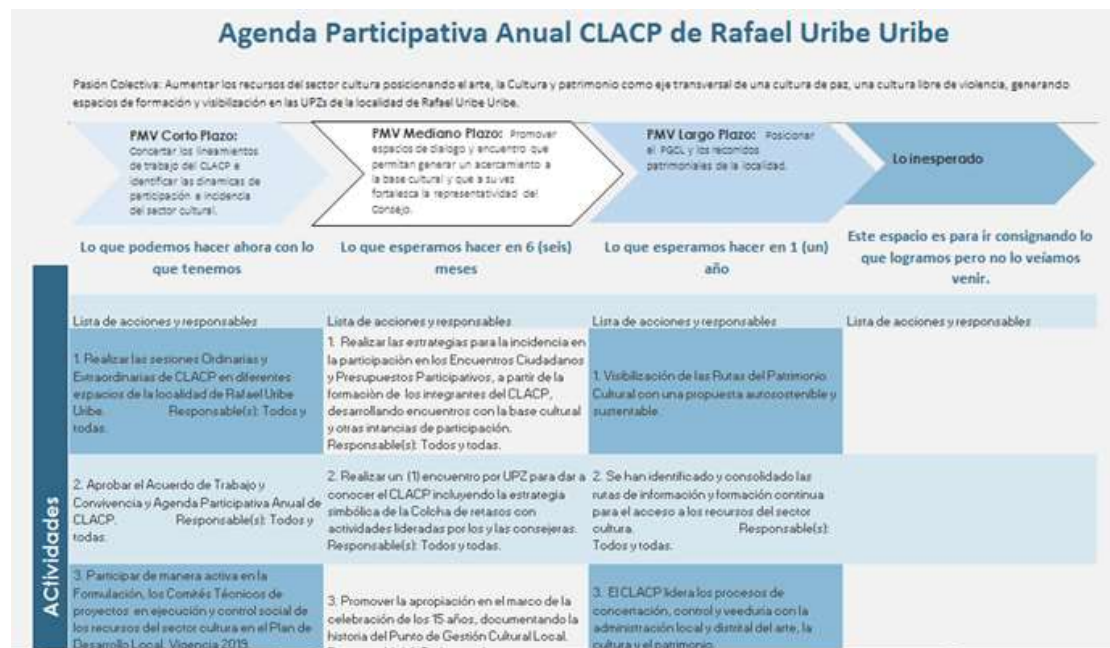 Agenda Participativa Anual CLACP de Rafael Uribe Uribe
Pasión Colectiva: Aumentar los recursos del sector cultura posicionando el arte, la Cultura y patrimonio como eje transversal de una cultura de paz, una cultura libre de violencia, generando
espacios de formación y visibilización en las UPZs de la localidad de Rafael Uribe Uribe.
PMV Corto Plazo:
Concertar los lineamientos
de trabajo del CLACP e
identificar las dinamicas de
participación e incidencia
del sector cultural.
PMV Mediano Plazo: Promover
espacios de dialogo y encuentro que
permitan generar un acercamiento a
la base cultural y que a su vez
fortalezca la representatividad del
Consejo.
PMV Largo Plazo: Posicionar
el PGCL y los recorridos
patrimoniales de la localidad.
Lo inesperado
Lo que podemos hacer ahora con lo
que tenemos
Lo que esperamos hacer en 6 (seis)
meses
Lo que esperamos hacer en 1 (un)
año
Este espacio es para ir consignando lo
que logramos pero no lo veíamos
venir.
ACtividades
Lista de acciones y responsables
Lista de acciones y responsables
Lista de acciones y responsables
Lista de acciones y responsables
1. Realizar las sesiones Ordinarias y
Extraordinarias de CLACP en diferentes
espacios de la localidad de Rafael Uribe
Uribe. Responsable(s): Todos y
todas.
1. Realizar las estrategias para la incidencia en
la participación en los Encuentros Ciudadanos
y Presupuestos Participativos, a partir de la
formación de los integrantes del CLACP,
desarrollando encuentros con la base cultural
y otras intancias de participación.
Responsable(s): Todos y todas.
1. Visibilización de las Rutas del Patrimonio
Cultural con una propuesta autosostenible y
sustentable.
2. Aprobar el Acuerdo de Trabajo y
Convivencia y Agenda Participativa Anual de
CLACP. Responsable(s): Todos y
todas.
2. Realizar un (1) encuentro por UPZ para dar a
conocer el CLACP incluyendo la estrategia
simbólica de la Colcha de retasos con
actividades lideradas por los y las consejeras.
Responsable(s): Todos y todas.
2. Se han identificado y consolidado las
rutas de información y formación continua
para el acceso a los recursos del sector
cultura. Responsable(s):
Todos y todas.
3. Participar de manera activa en la
Formulación, los Comités Técnicos de
proyectos en ejecución y control social de
los recursos del sector cultura en el Plan de
Desarrollo Local, Vigencia 2019.
3. Promover la apropiación en el marco de la
celebración de los 15 años, documentando la
historia del Punto de Gestión Cultural Local.
3. El CLACP lidera los procesos de
concertación, control y veeduria con la
administración local y distrital del arte, la
cultura y el patrimonio.